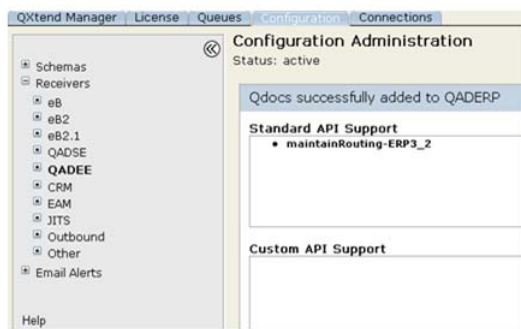 QXtend Manager License Queues Configuration Connections
Configuration Administration
Status: active
Schemas
Receivers
eB
eB2
eB2.1
QADSE
QADEE
CRM
EAM
JITS
Outbound
Other
Email Alerts
Help
Qdocs successfully added to QADERP
Standard API Support
maintainRouting-ERP3_2
Custom API Support